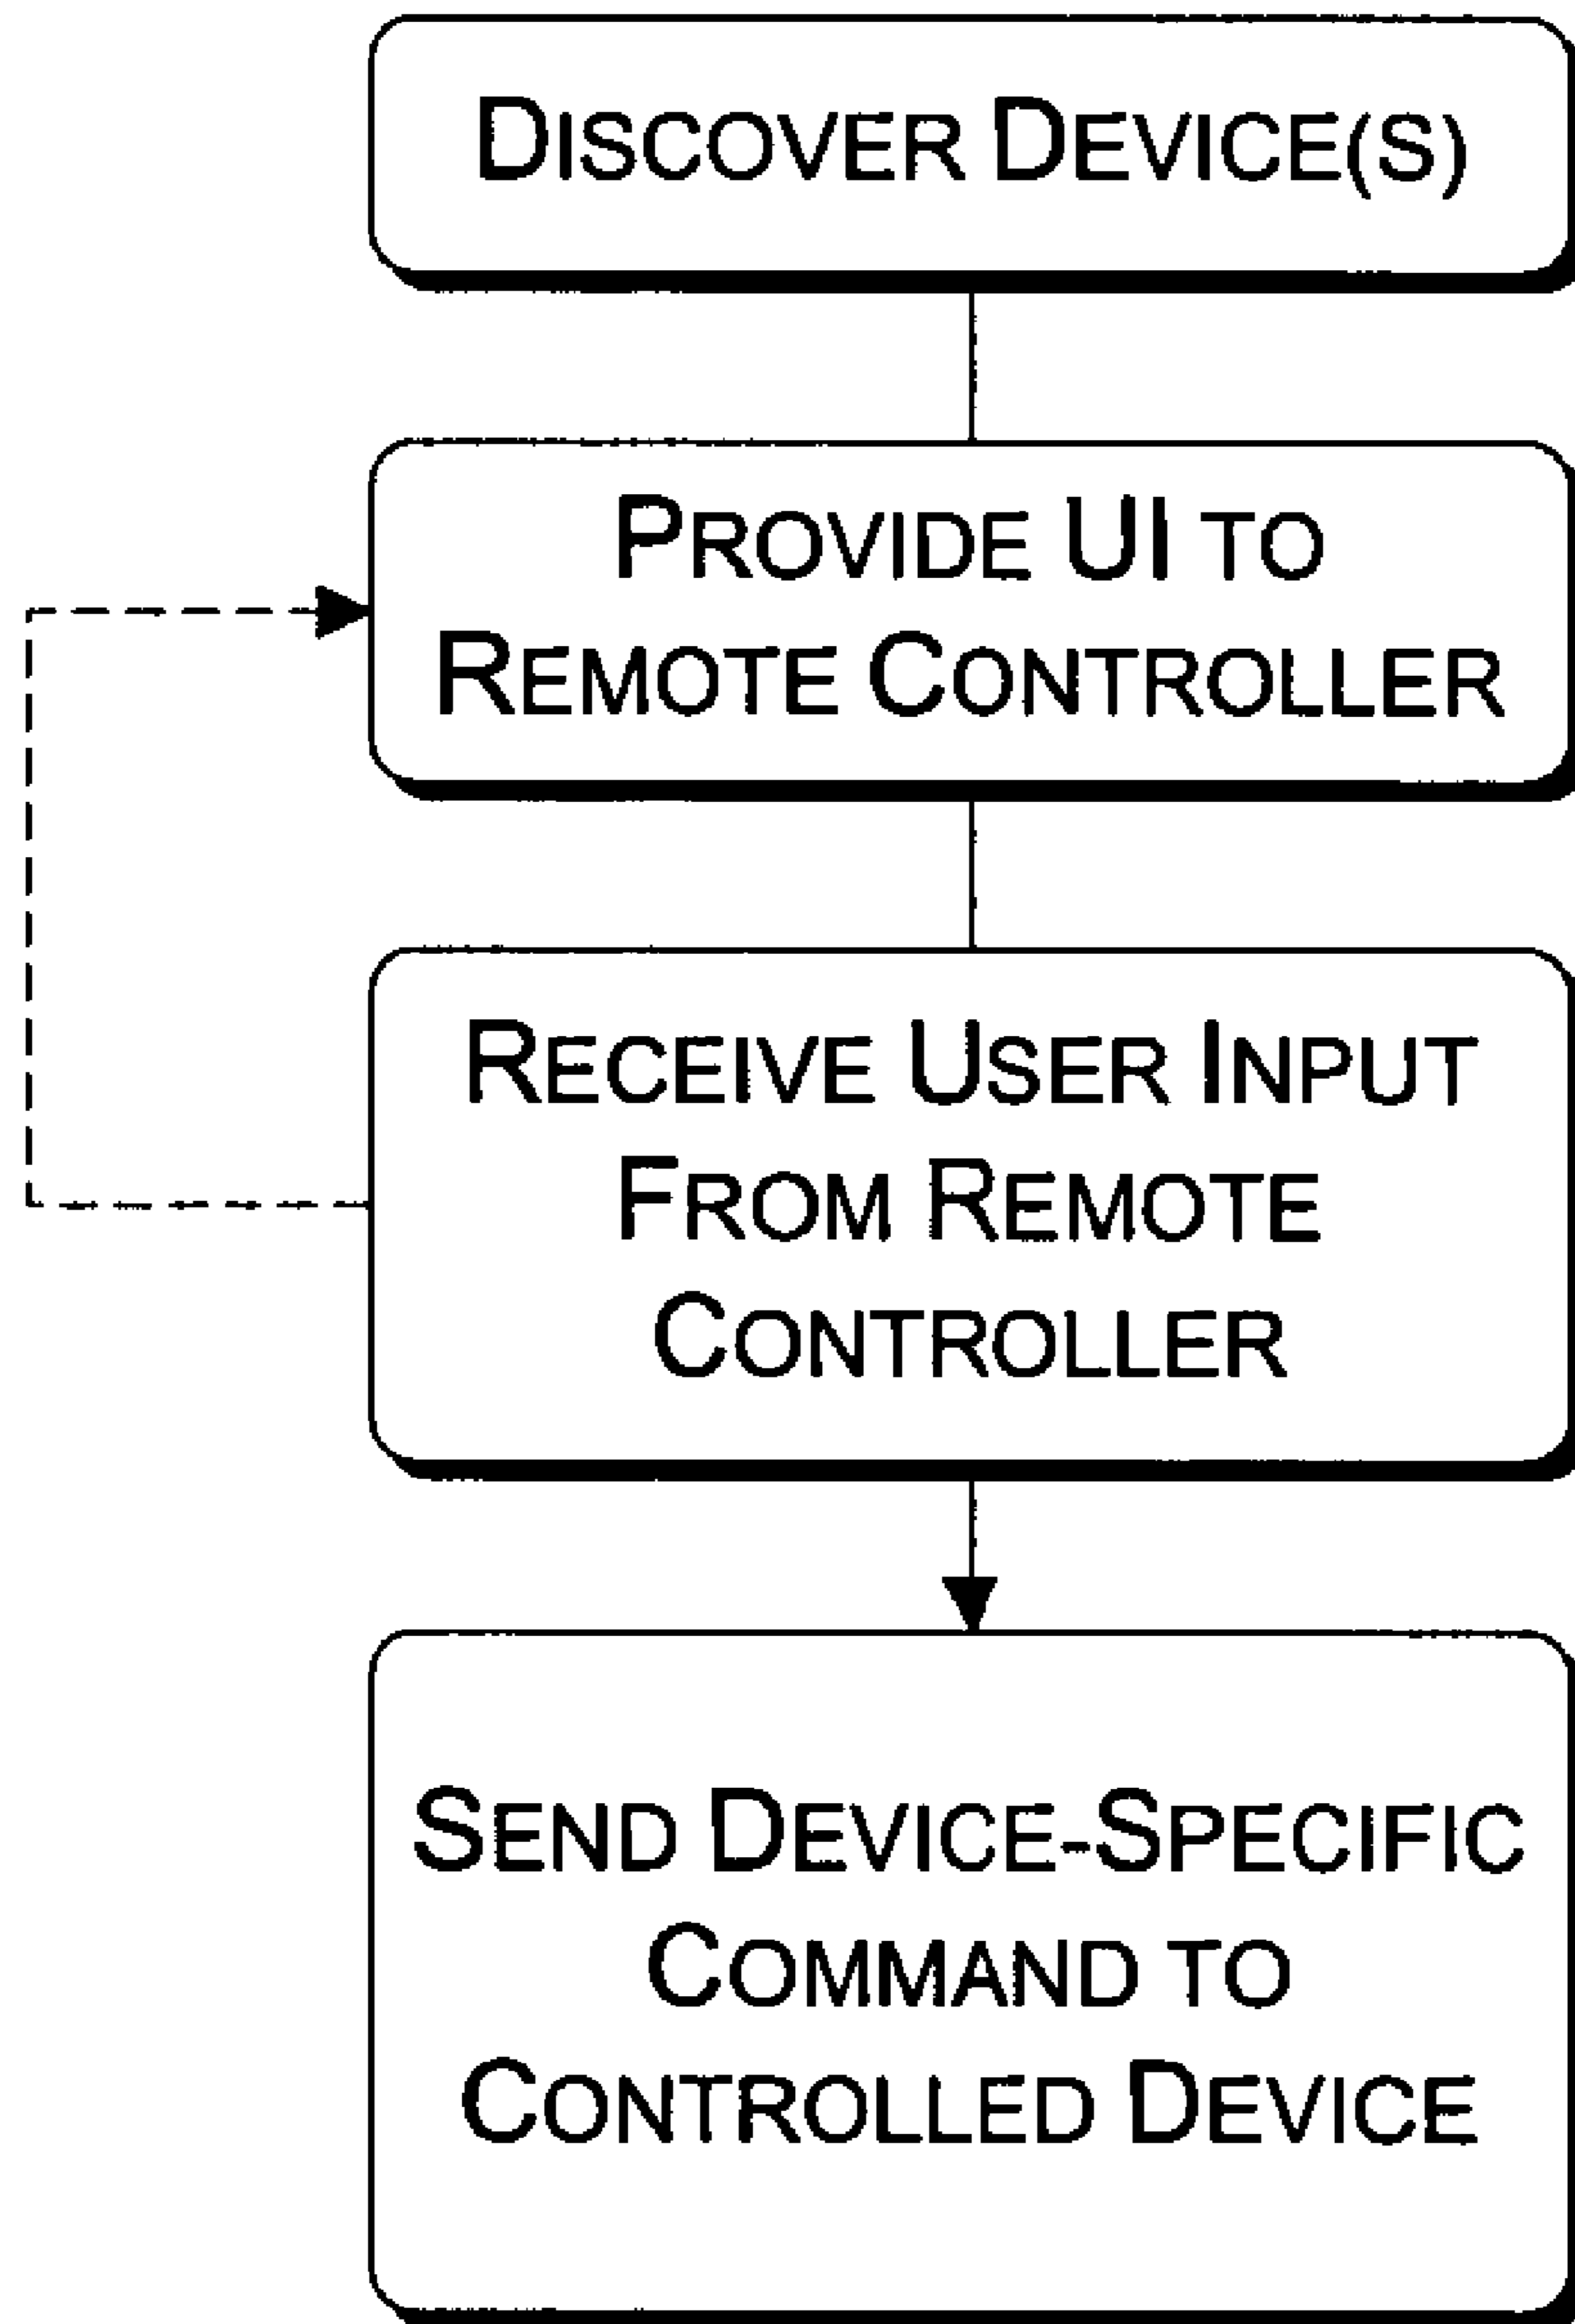 DISCOVER DEVICE(S)
PROVIDE UI TO
REMOTE CONTROLLER
RECEIVE USER INPUT
FROM REMOTE
CONTROLLER
SEND DEVICE-SPECIFIC
COMMAND TO
CONTROLLED DEVICE